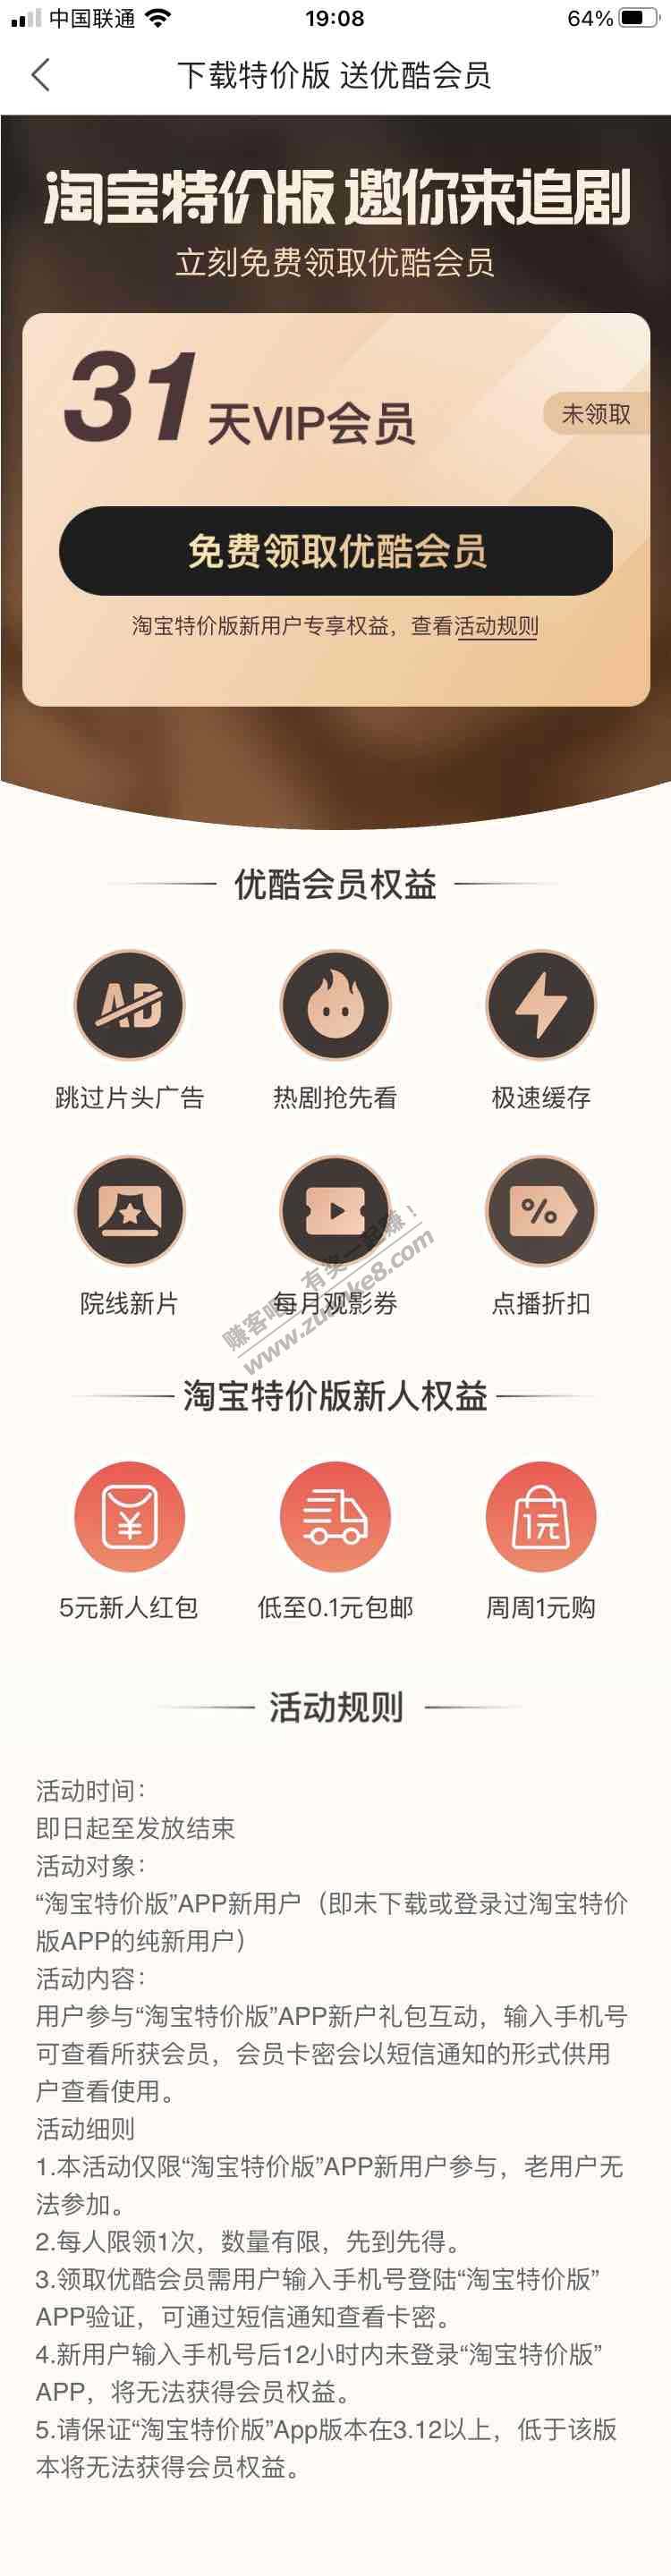 中国联通 19:08 64%
下载特价版 送优酷会员
淘宝特价版 邀你来追剧
立刻免费领取优酷会员
31天VIP会员
未领取
免费领取优酷会员
淘宝特价版新用户专享权益，查看活动规则
优酷会员权益
AD
跳过片头广告 热剧抢先看 极速缓存
%
院线新片 每月观影券 点播折扣
赚客吧，有奖一起赚！
www.zuanke8.com
淘宝特价版新人权益
¥ 1元
5元新人红包 低至0.1元包邮 周周1元购
活动规则
活动时间：
即日起至发放结束
活动对象：
“淘宝特价版”APP新用户（即未下载或登录过淘宝特价
版APP的纯新用户）
活动内容：
用户参与“淘宝特价版”APP新户礼包互动，输入手机号
可查看所获会员，会员卡密会以短信通知的形式供用
户查看使用。
活动细则
1.本活动仅限“淘宝特价版”APP新用户参与，老用户无
法参加。
2.每人限领1次，数量有限，先到先得。
3.领取优酷会员需用户输入手机号登陆“淘宝特价版”
APP验证，可通过短信通知查看卡密。
4.新用户输入手机号后12小时内未登录“淘宝特价版”
APP，将无法获得会员权益。
5.请保证“淘宝特价版”App版本在3.12以上，低于该版
本将无法获得会员权益。